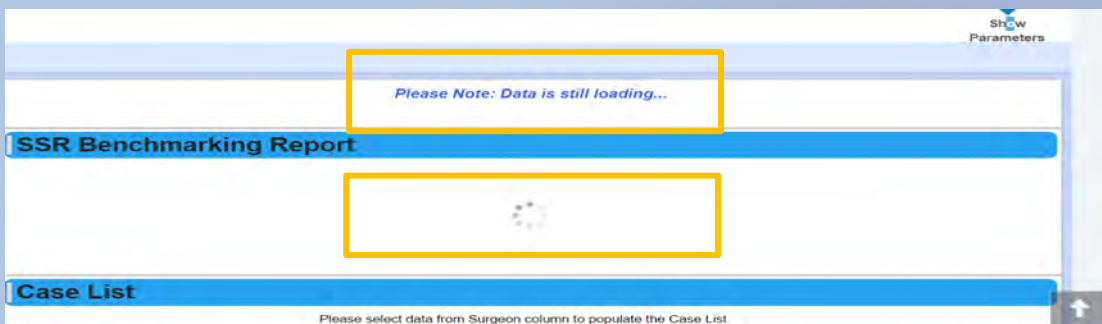 Show
Parameters
Please Note: Data is still loading...
SSR Benchmarking Report
Case List
Please select data from Surgeon column to populate the Case List